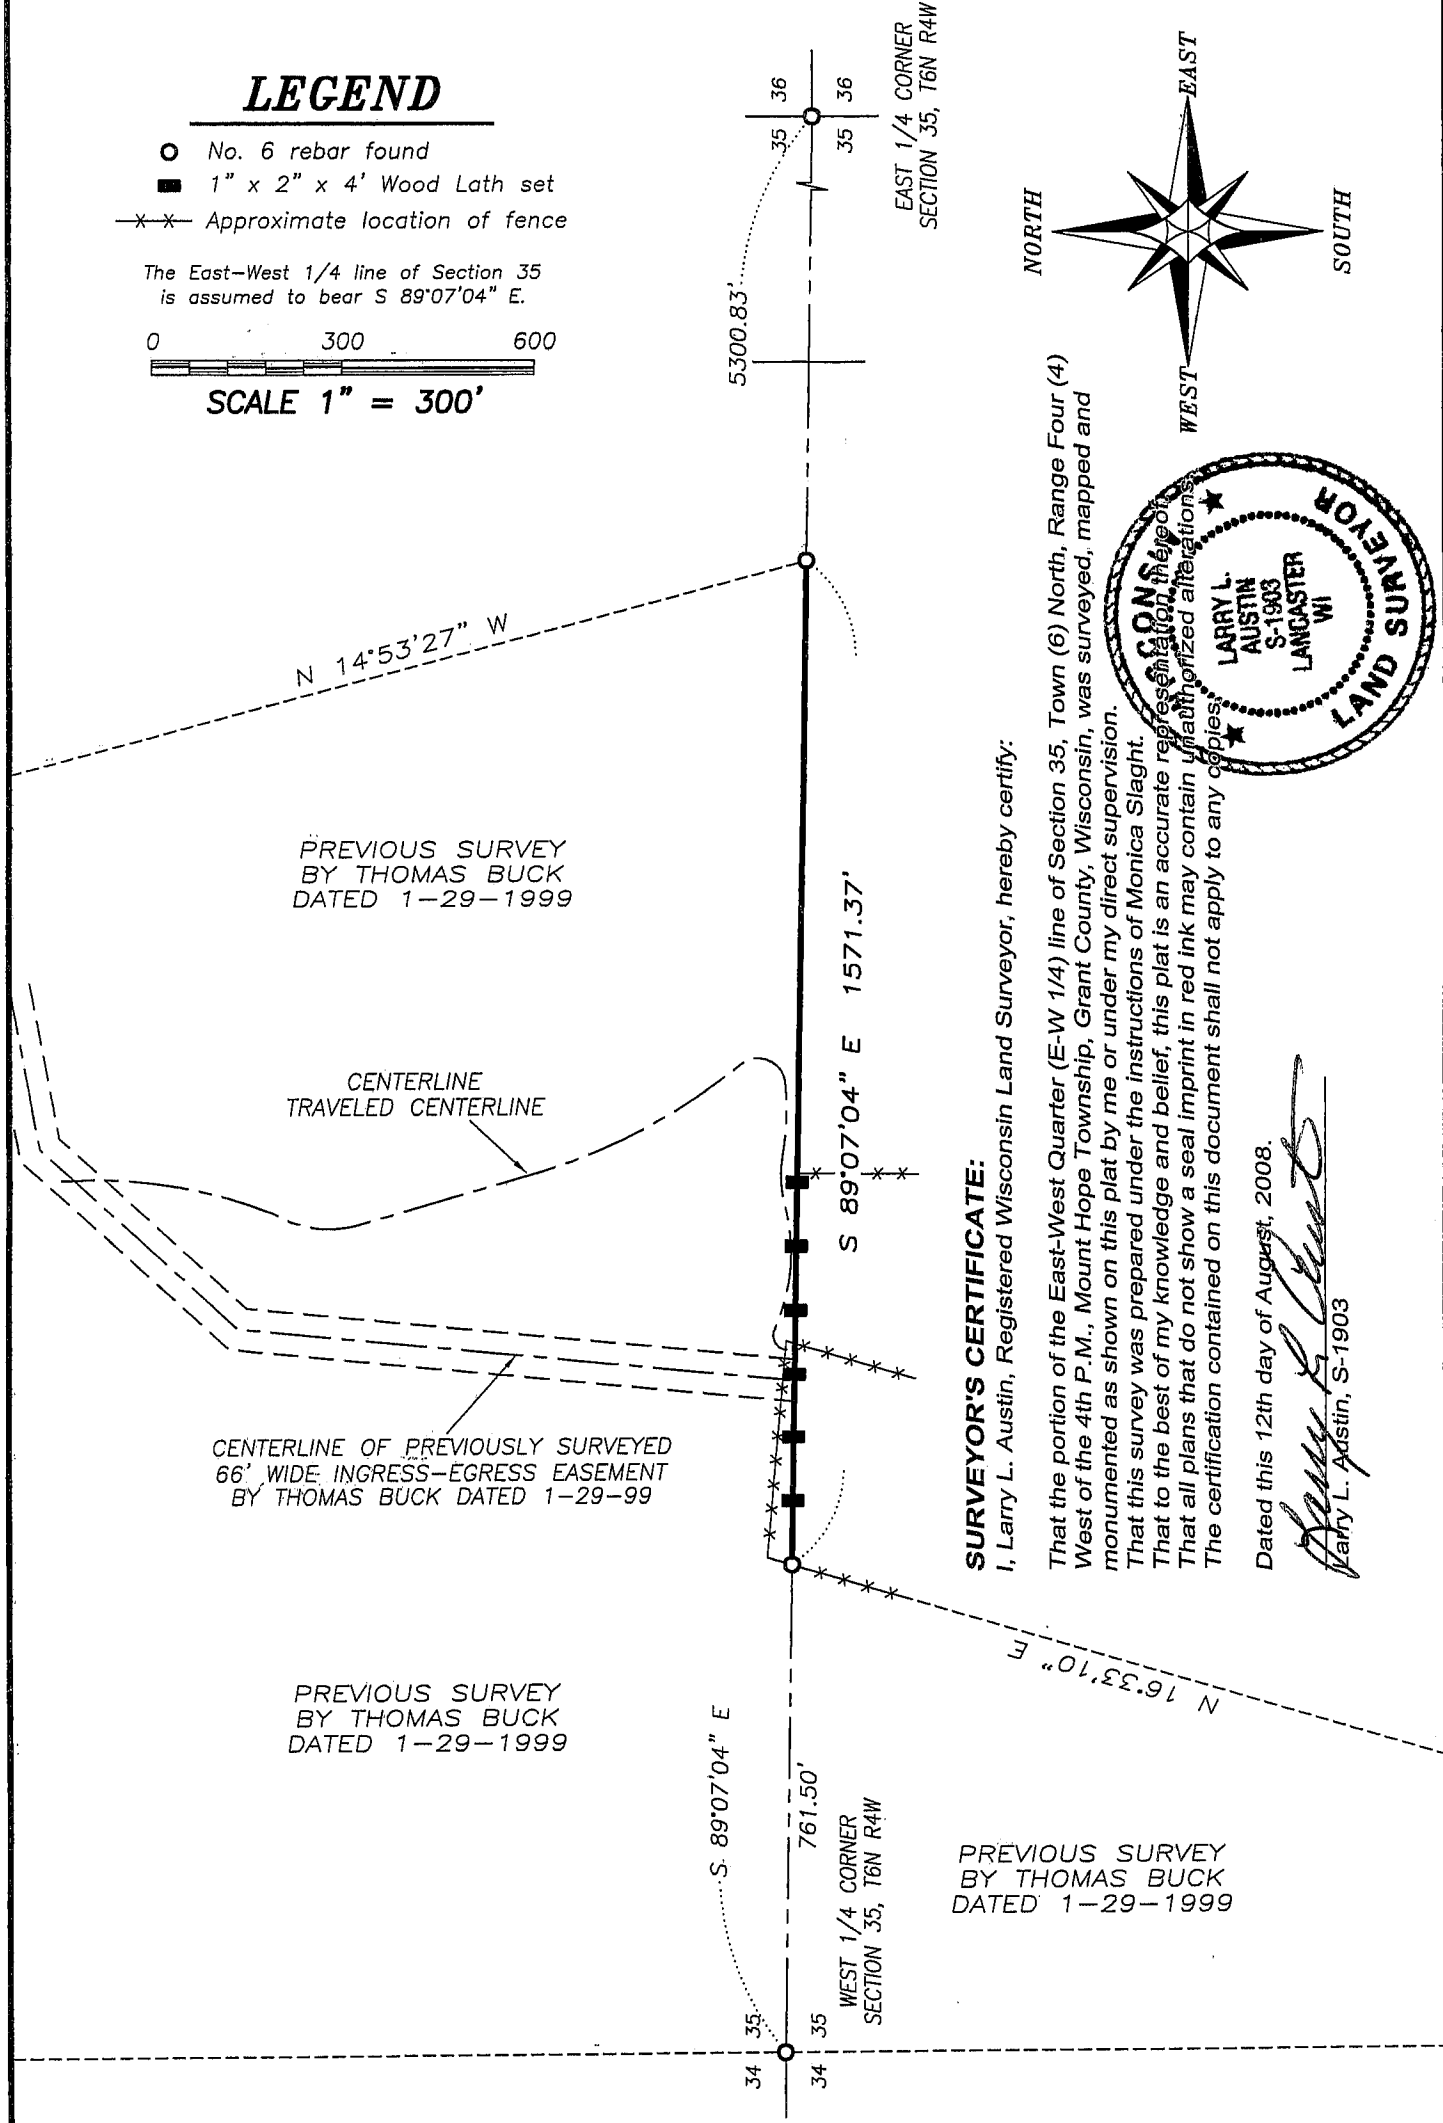 LEGEND
No. 6 rebar found
1" x 2" x 4' Wood Lath set
Approximate location of fence
The East-West 1/4 line of Section 35
is assumed to bear S 89°07'04" E.
0 300 600
SCALE 1" = 300'
35 36
35 36
EAST 1/4 CORNER
SECTION 35, T6N R4W
5300.83'
NORTH
EAST
SOUTH
WEST
N 14°53'27" W
PREVIOUS SURVEY
BY THOMAS BUCK
DATED 1-29-1999
CENTERLINE
TRAVELED CENTERLINE
S 89°07'04" E 1571.37'
CENTERLINE OF PREVIOUSLY SURVEYED
66' WIDE INGRESS-EGRESS EASEMENT
BY THOMAS BUCK DATED 1-29-99
PREVIOUS SURVEY
BY THOMAS BUCK
DATED 1-29-1999
S 89°07'04" E
761.50'
WEST 1/4 CORNER
SECTION 35, T6N R4W
34 35
34 35
N 16°33'10" E
PREVIOUS SURVEY
BY THOMAS BUCK
DATED 1-29-1999
SURVEYOR'S CERTIFICATE:
I, Larry L. Austin, Registered Wisconsin Land Surveyor, hereby certify:
That the portion of the East-West Quarter (E-W 1/4) line of Section 35, Town (6) North, Range Four (4)
West of the 4th P.M., Mount Hope Township, Grant County, Wisconsin, was surveyed, mapped and
monumented as shown on this plat by me or under my direct supervision.
That this survey was prepared under the instructions of Monica Slaght.
That to the best of my knowledge and belief, this plat is an accurate representation thereof.
That all plans that do not show a seal imprint in red ink may contain unauthorized alterations.
The certification contained on this document shall not apply to any copies.
Dated this 12th day of August, 2008.
Larry L. Austin
Larry L. Austin, S-1903
LARRY L.
AUSTIN
S-1903
LANCASTER
WI
LAND SURVEYOR